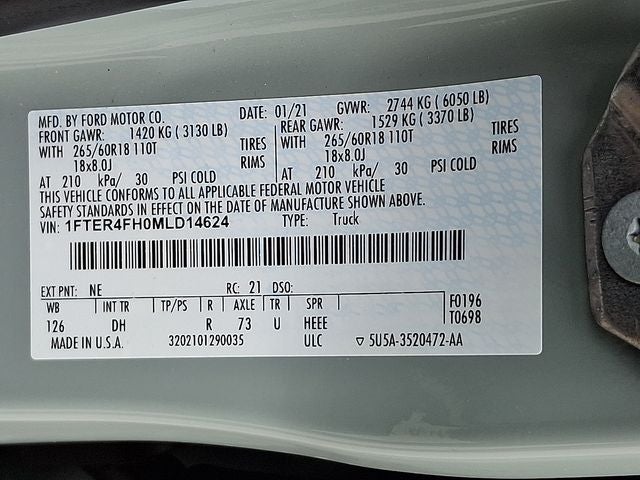 MFD. BY FORD MOTOR CO. DATE: 01/21 GVWR: 2744 KG ( 6050 LB)
FRONT GAWR: 1420 KG ( 3130 LB) REAR GAWR: 1529 KG ( 3370 LB)
WITH 265/60R18 110T TIRES WITH 265/60R18 110T TIRES
18x8.0J RIMS 18x8.0J RIMS
AT 210 kPa/ 30 PSI COLD AT 210 kPa/ 30 PSI COLD
THIS VEHICLE CONFORMS TO ALL APPLICABLE FEDERAL MOTOR VEHICLE
SAFETY STANDARDS IN EFFECT ON THE DATE OF MANUFACTURE SHOWN ABOVE.
VIN: 1FTER4FH0MLD14624 TYPE: Truck
EXT PNT: NE RC: 21 DSO:
WB INT TR TP/PS R AXLE TR SPR F0196
126 DH R 73 U HEEE T0698
MADE IN U.S.A. 3202101290035 ULC ▽ 5U5A-3520472-AA